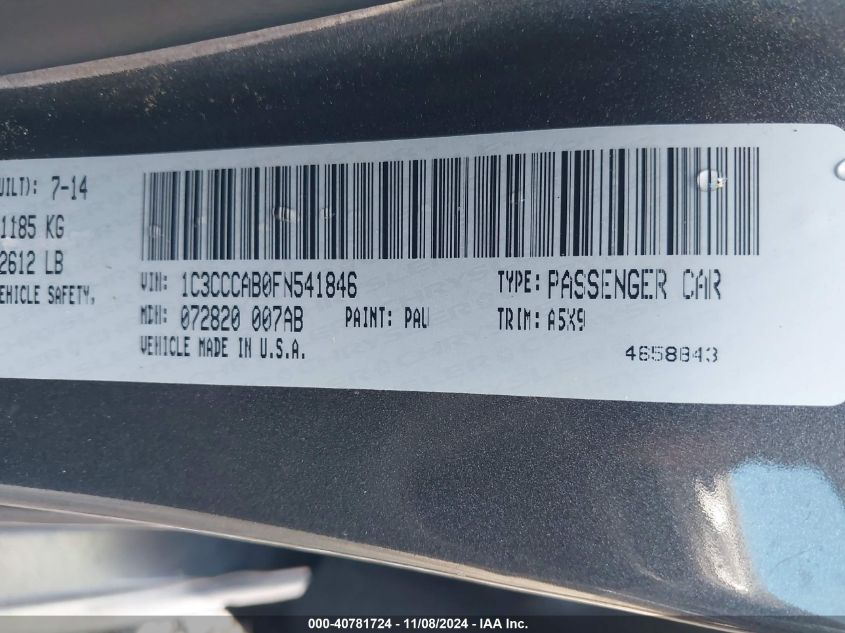 UILT): 7-14
1185 KG
2612 LB
EHICLE SAFETY,
VIN: 1C3CCCAB0FN541846
TYPE: PASSENGER CAR
MDH: 072820 007AB
PAINT: PAU
TRIM: A5X9
VEHICLE MADE IN U.S.A.
4658843
000-40781724 - 11/08/2024 - IAA Inc.